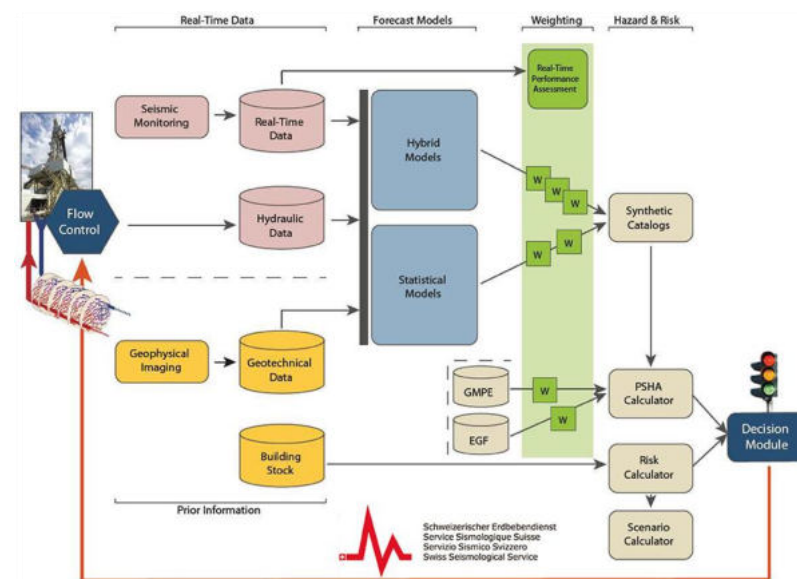 Real-Time Data
Forecast Models
Weighting
Hazard & Risk
Real-Time
Performance
Assessment
Seismic
Monitoring
Real-Time
Data
Hybrid
Models
W
W
W
Flow
Control
Hydraulic
Data
Synthetic
Catalogs
W
W
Statistical
Models
Geophysical
Imaging
Geotechnical
Data
GMPE
W
PSHA
Calculator
EGF
W
Decision
Module
Building
Stock
Risk
Calculator
Prior Information
Scenario
Calculator
Schweizerischer Erdbebendienst
Service Sismologique Suisse
Servizio Sismico Svizzero
Swiss Seismological Service